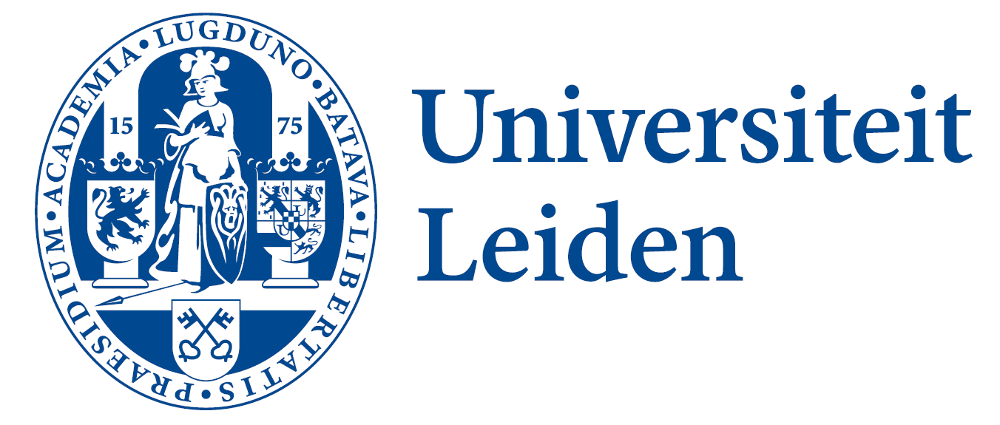 ACADEMIA•LUGDUNO•BATAVA•LIBERTATIS•PRAESIDIUM•
15 75
Universiteit
Leiden